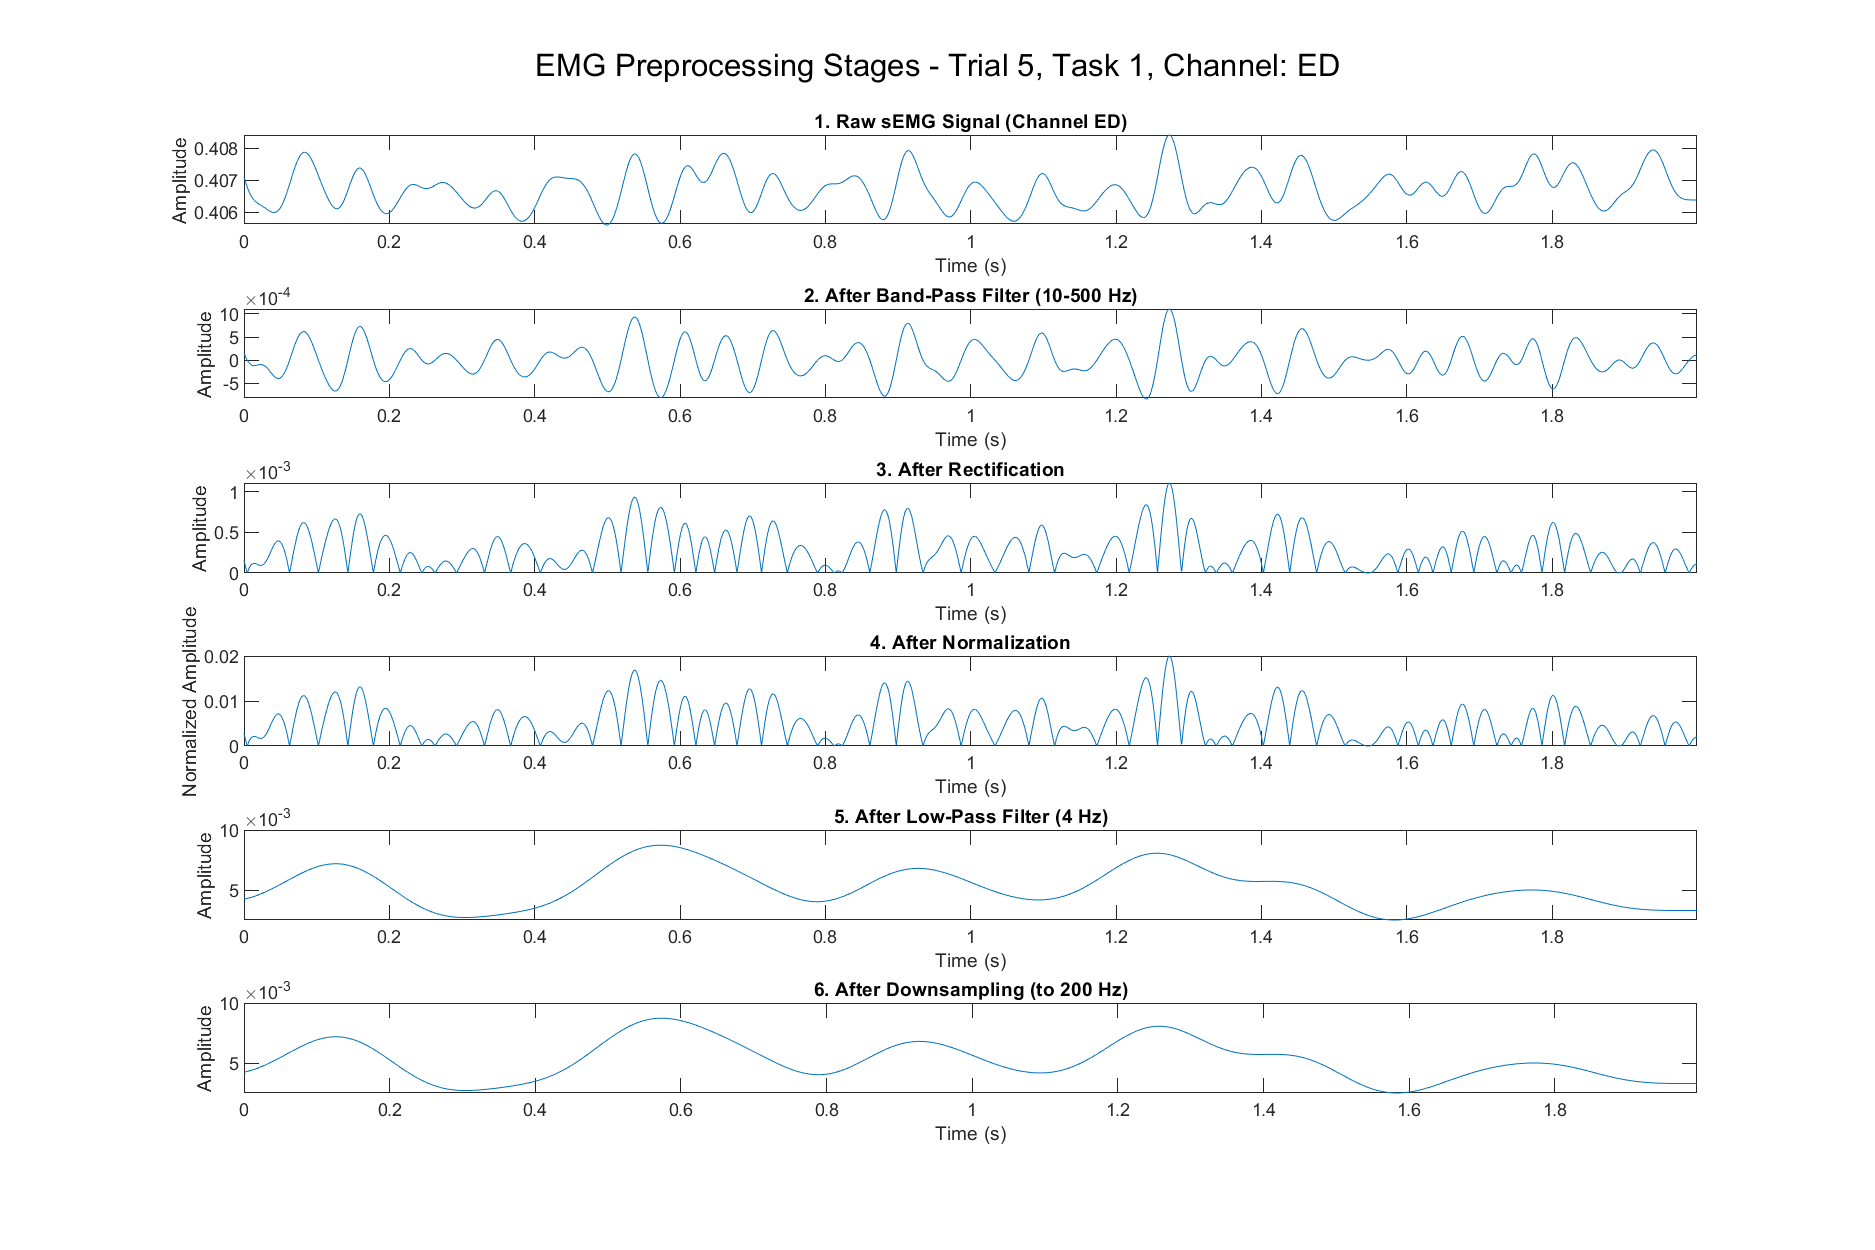 EMG Preprocessing Stages - Trial 5, Task 1, Channel: ED
1. Raw sEMG Signal (Channel ED)
Amplitude
0.408
0.407
0.406
0 0.2 0.4 0.6 0.8 1 1.2 1.4 1.6 1.8
Time (s)
2. After Band-Pass Filter (10-500 Hz)
×10-4
Amplitude
10
5
0
-5
0 0.2 0.4 0.6 0.8 1 1.2 1.4 1.6 1.8
Time (s)
3. After Rectification
×10-3
Amplitude
1
0.5
0
0 0.2 0.4 0.6 0.8 1 1.2 1.4 1.6 1.8
Time (s)
4. After Normalization
Normalized Amplitude
0.02
0.01
0
0 0.2 0.4 0.6 0.8 1 1.2 1.4 1.6 1.8
Time (s)
5. After Low-Pass Filter (4 Hz)
×10-3
Amplitude
10
5
0 0.2 0.4 0.6 0.8 1 1.2 1.4 1.6 1.8
Time (s)
6. After Downsampling (to 200 Hz)
×10-3
Amplitude
10
5
0 0.2 0.4 0.6 0.8 1 1.2 1.4 1.6 1.8
Time (s)